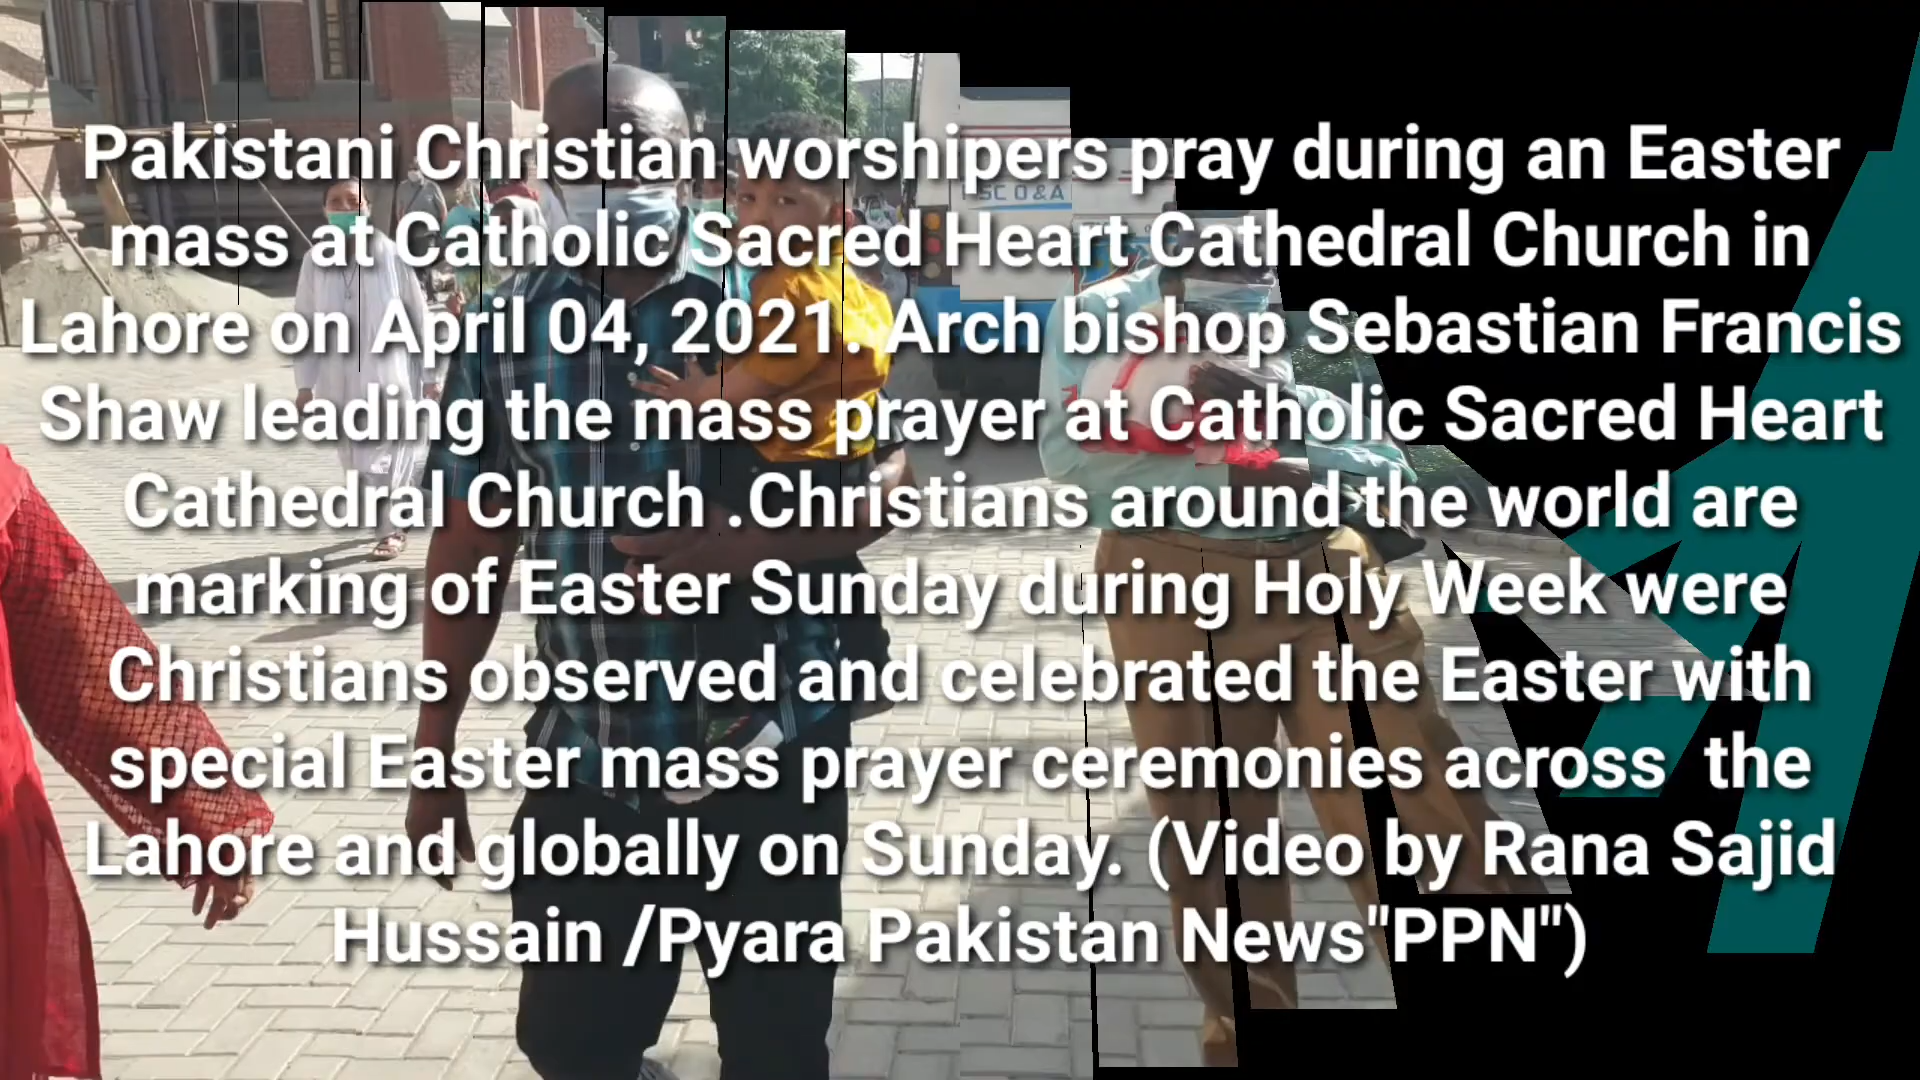 Pakistani Christian worshipers pray during an Easter
mass at Catholic Sacred Heart Cathedral Church in
Lahore on April 04, 2021. Arch bishop Sebastian Francis
Shaw leading the mass prayer at Catholic Sacred Heart
Cathedral Church .Christians around the world are
marking of Easter Sunday during Holy Week were
Christians observed and celebrated the Easter with
special Easter mass prayer ceremonies across  the
Lahore and globally on Sunday. (Video by Rana Sajid
Hussain /Pyara Pakistan News"PPN")